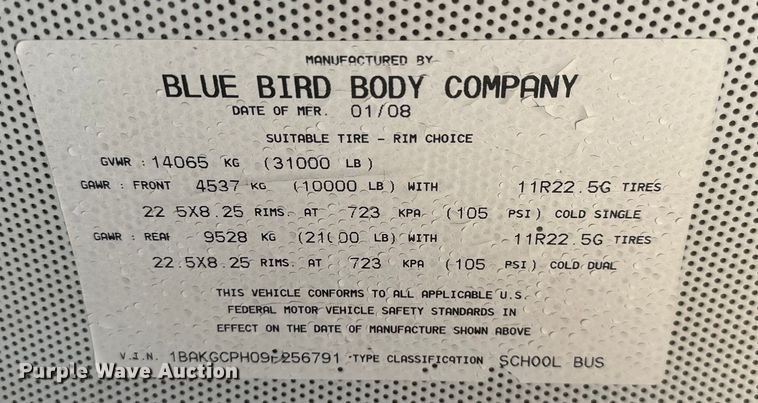 MANUFACTURED BY
BLUE BIRD BODY COMPANY
DATE OF MFR. 01/08
SUITABLE TIRE - RIM CHOICE
GVWR : 14065 KG (31000 LB)
GAWR : FRONT 4537 KG (10000 LB) WITH 11R22.5G TIRES
22 5X8.25 RIMS. AT 723 KPA (105 PSI) COLD SINGLE
GAWR : REAR 9528 KG (21000 LB) WITH 11R22.5G TIRES
22.5X8.25 RIMS. AT 723 KPA (105 PSI) COLD DUAL
THIS VEHICLE CONFORMS TO ALL APPLICABLE U.S.
FEDERAL MOTOR VEHICLE SAFETY STANDARDS IN
EFFECT ON THE DATE OF MANUFACTURE SHOWN ABOVE
V.I.N. TYPE CLASSIFICATION SCHOOL BUS
Purple Wave Auction